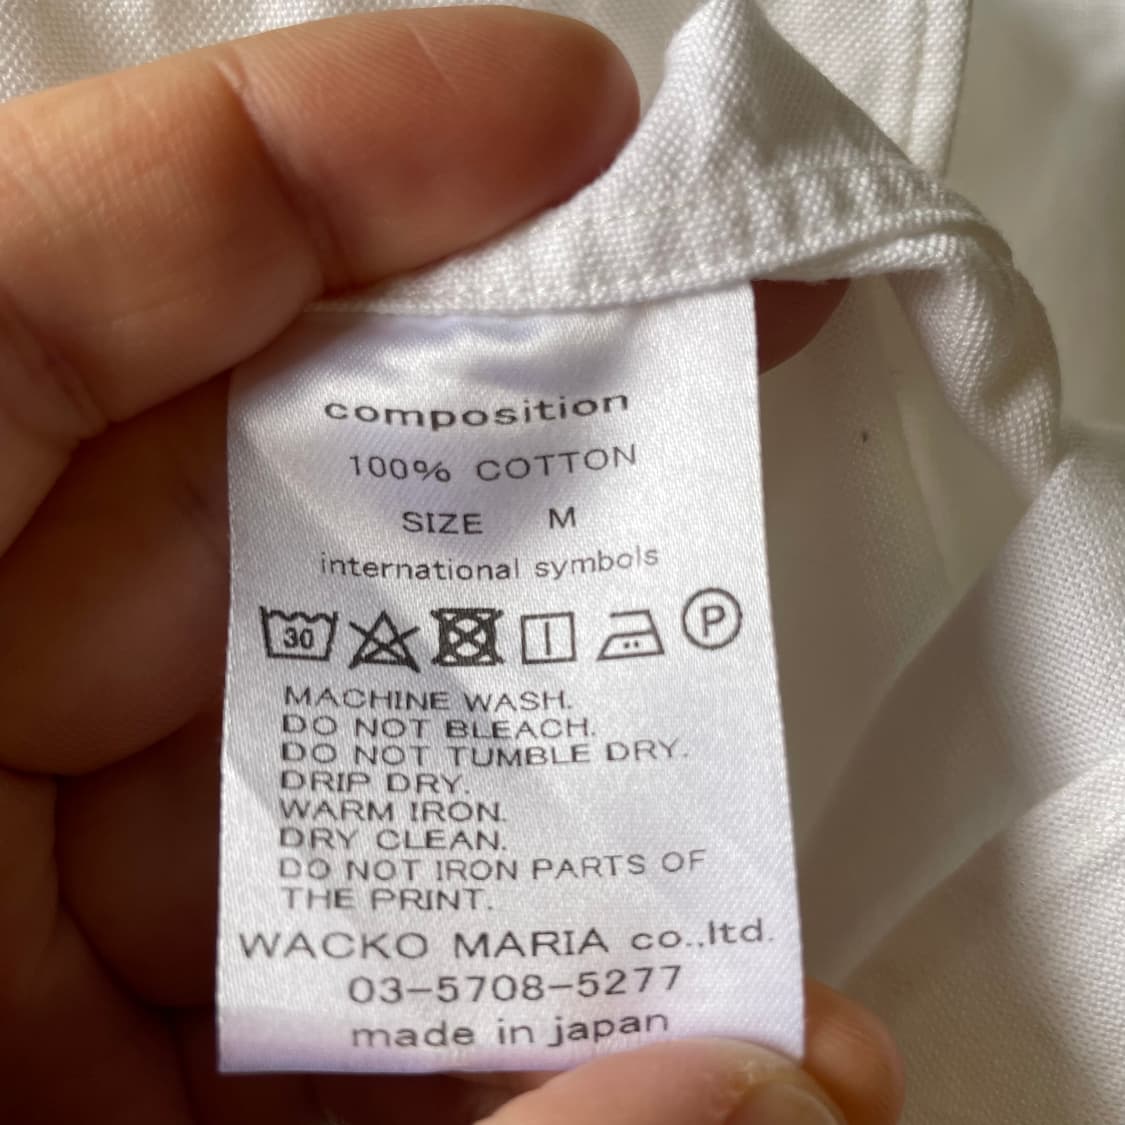 composition
100% COTTON
SIZE M
international symbols
30 P
MACHINE WASH.
DO NOT BLEACH.
DO NOT TUMBLE DRY.
DRIP DRY.
WARM IRON.
DRY CLEAN.
DO NOT IRON PARTS OF
THE PRINT.
WACKO MARIA co.,ltd.
03-5708-5277
made in japan